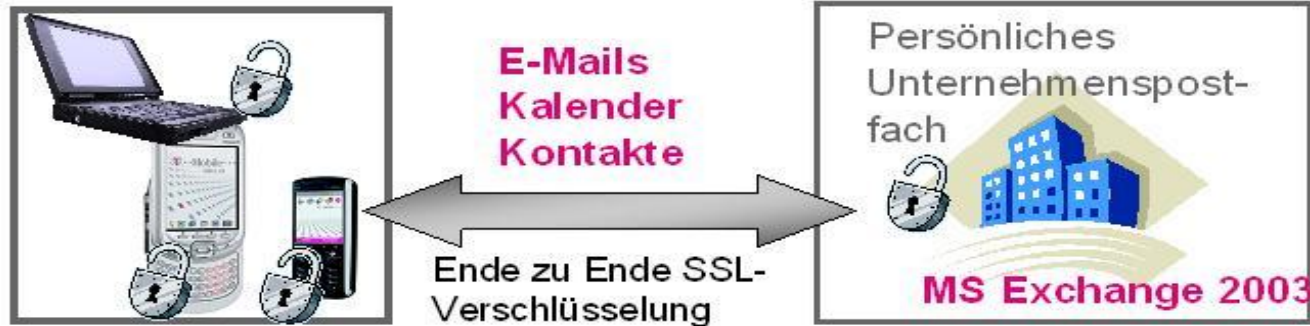 E-Mails
Kalender
Kontakte
Ende zu Ende SSL-
Verschlüsselung
Persönliches
Unternehmenspost-
fach
MS Exchange 2003